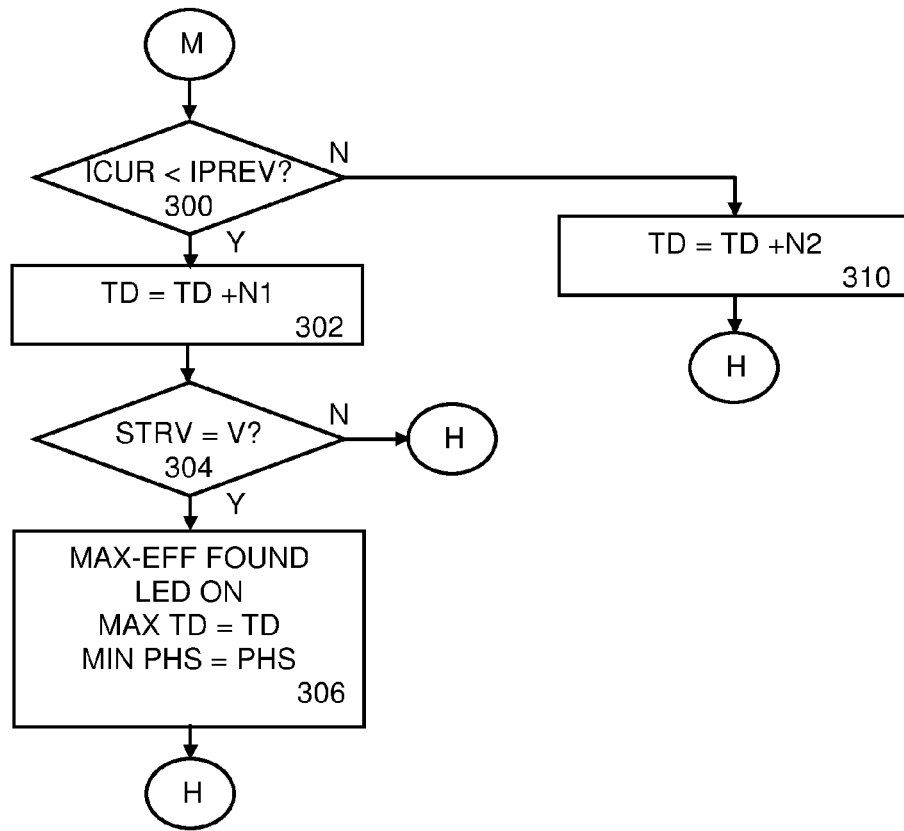 M
ICUR < IPREV?
300
N
Y
TD = TD +N1
302
TD = TD +N2
310
H
STRV = V?
304
N
H
Y
MAX-EFF FOUND
LED ON
MAX TD = TD
MIN PHS = PHS
306
H